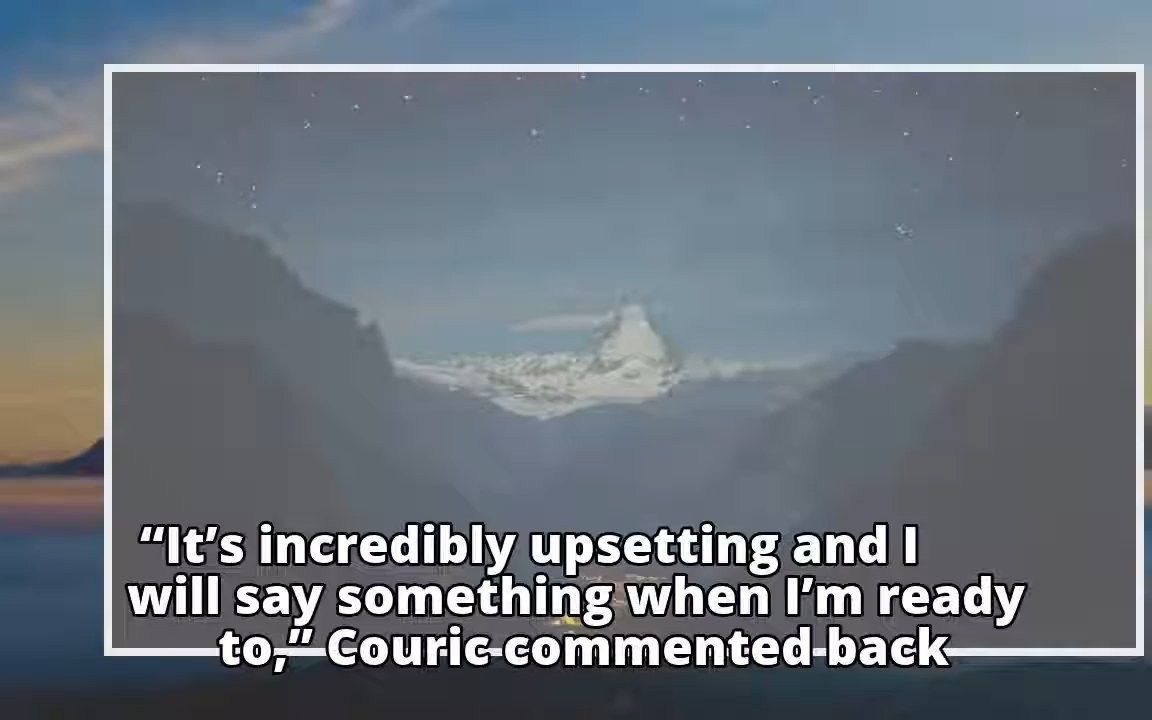 “It’s incredibly upsetting and I
will say something when I’m ready
to,” Couric commented back